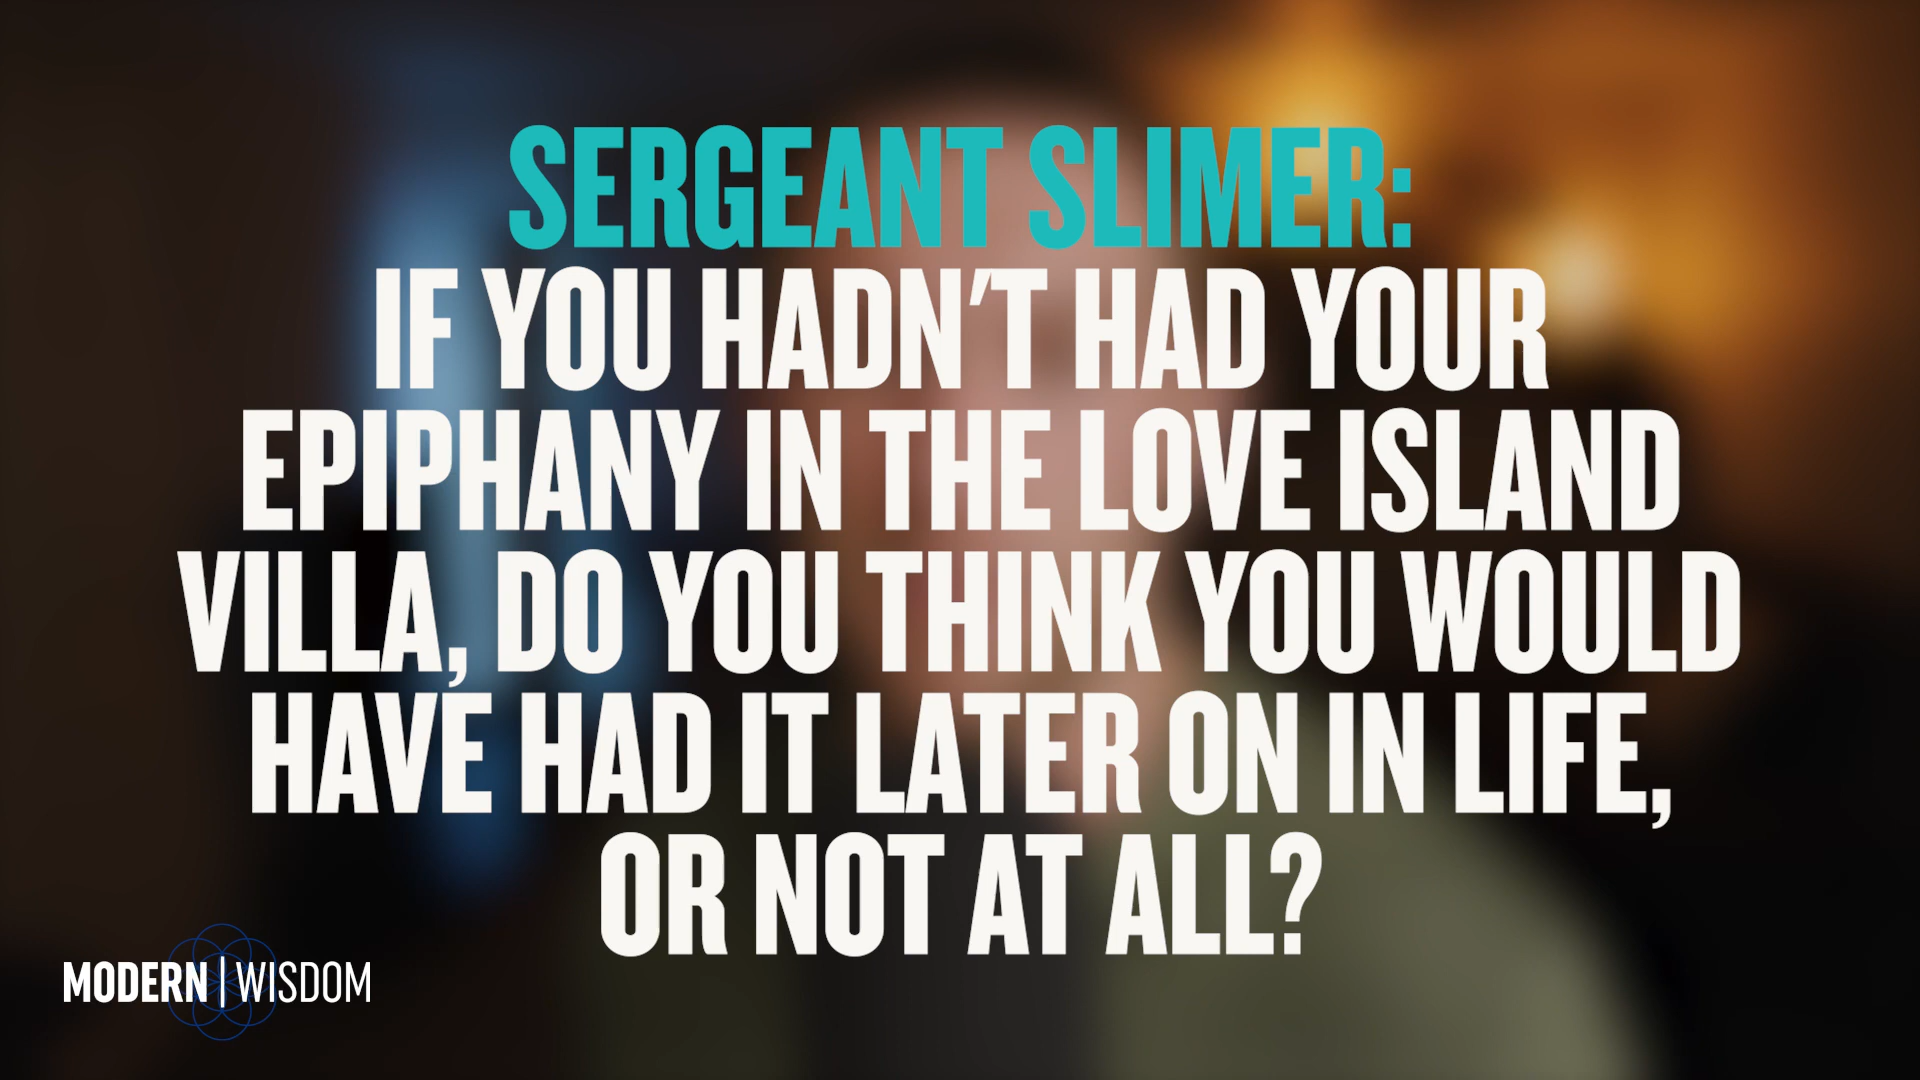 SERGEANT SLIMER:
IF YOU HADN'T HAD YOUR
EPIPHANY IN THE LOVE ISLAND
VILLA, DO YOU THINK YOU WOULD
HAVE HAD IT LATER ON IN LIFE,
OR NOT AT ALL?
MODERN | WISDOM